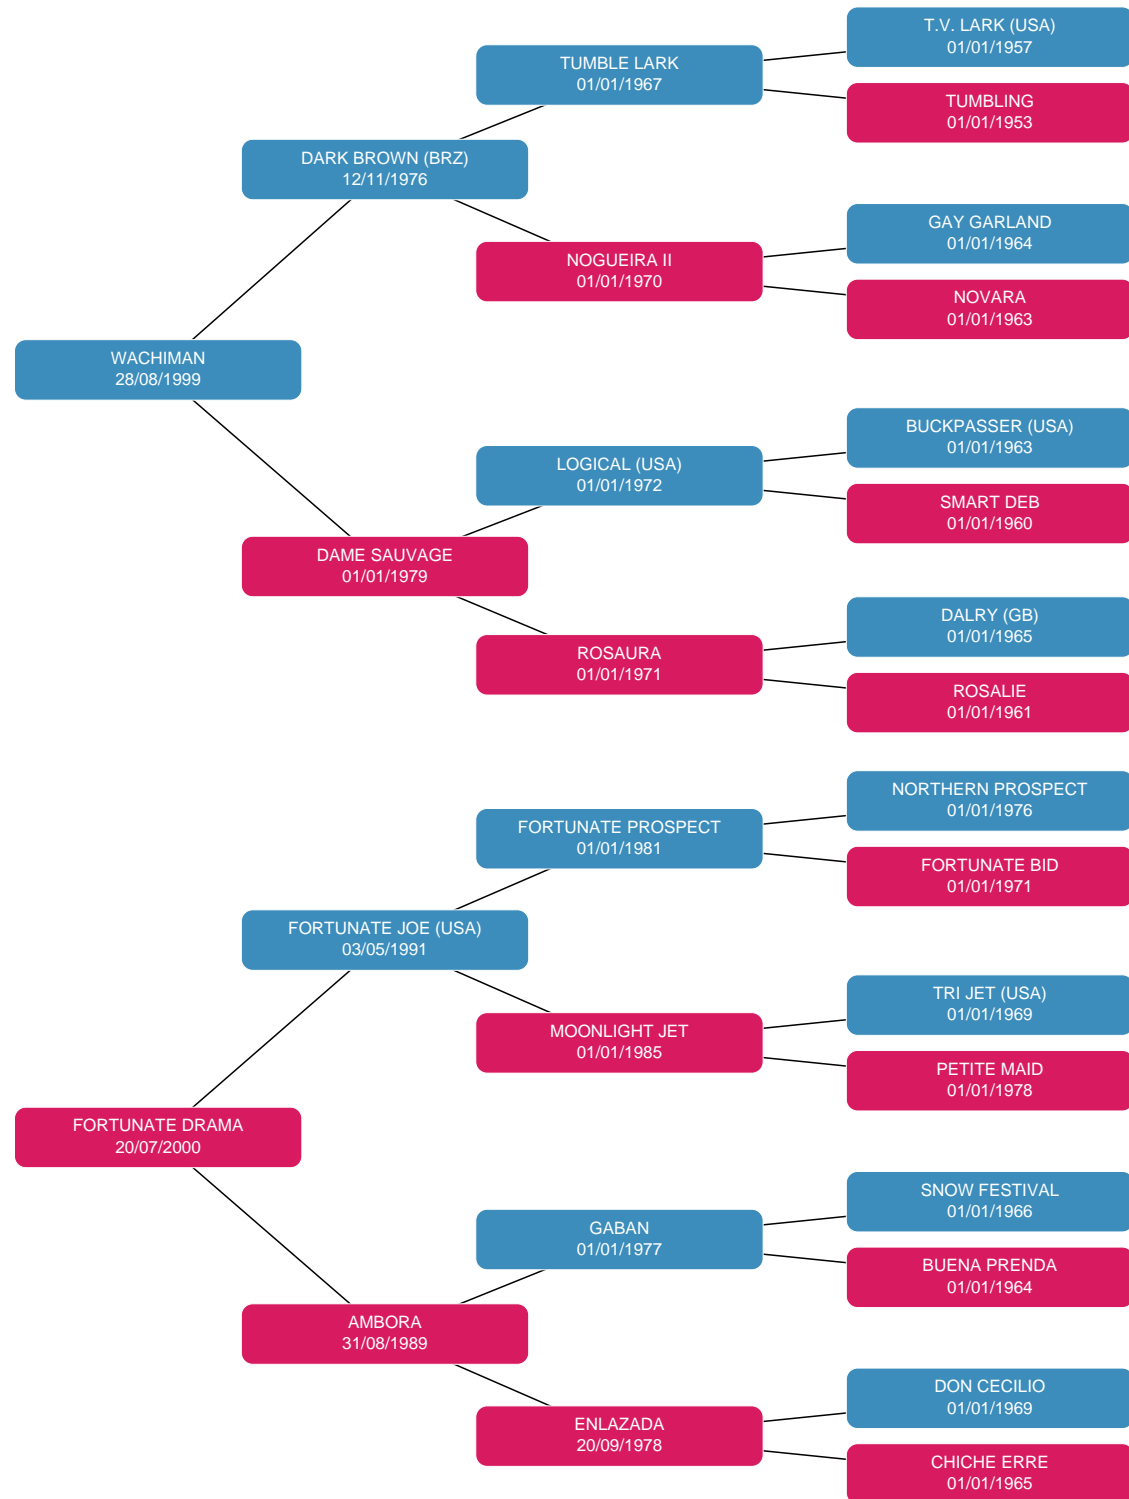 T.V. LARK (USA)
01/01/1957
TUMBLE LARK
01/01/1967
TUMBLING
01/01/1953
DARK BROWN (BRZ)
12/11/1976
GAY GARLAND
01/01/1964
NOGUEIRA II
01/01/1970
NOVARA
01/01/1963
WACHIMAN
28/08/1999
BUCKPASSER (USA)
01/01/1963
LOGICAL (USA)
01/01/1972
SMART DEB
01/01/1960
DAME SAUVAGE
01/01/1979
DALRY (GB)
01/01/1965
ROSAURA
01/01/1971
ROSALIE
01/01/1961
NORTHERN PROSPECT
01/01/1976
FORTUNATE PROSPECT
01/01/1981
FORTUNATE BID
01/01/1971
FORTUNATE JOE (USA)
03/05/1991
TRI JET (USA)
01/01/1969
MOONLIGHT JET
01/01/1985
PETITE MAID
01/01/1978
FORTUNATE DRAMA
20/07/2000
SNOW FESTIVAL
01/01/1966
GABAN
01/01/1977
BUENA PRENDA
01/01/1964
AMBORA
31/08/1989
DON CECILIO
01/01/1969
ENLAZADA
20/09/1978
CHICHE ERRE
01/01/1965